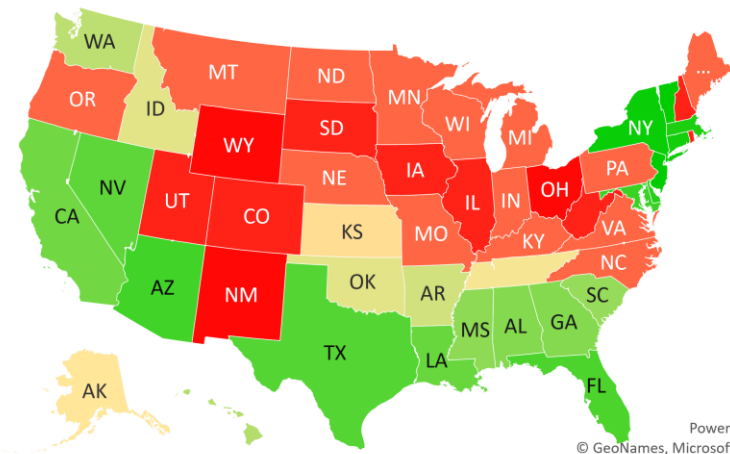 WA
MT
ND
MN
...
OR
ID
WI
MI
NY
SD
WY
IA
PA
NE
UT
CO
IL
IN
OH
NV
CA
KS
MO
KY
VA
NC
OK
AZ
NM
AR
SC
MS
AL
GA
TX
LA
FL
AK
Power
© GeoNames, Microsof